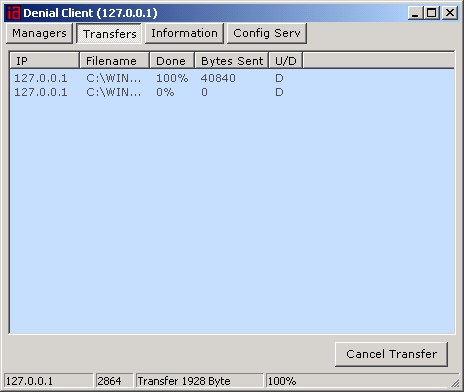 Denial Client (127.0.0.1)
Managers Transfers Information Config Serv
IP Filename Done Bytes Sent U/D
127.0.0.1 C:\WIN... 100% 40840 D
127.0.0.1 C:\WIN... 0% 0 D
Cancel Transfer
127.0.0.1 2864 Transfer 1928 Byte 100%